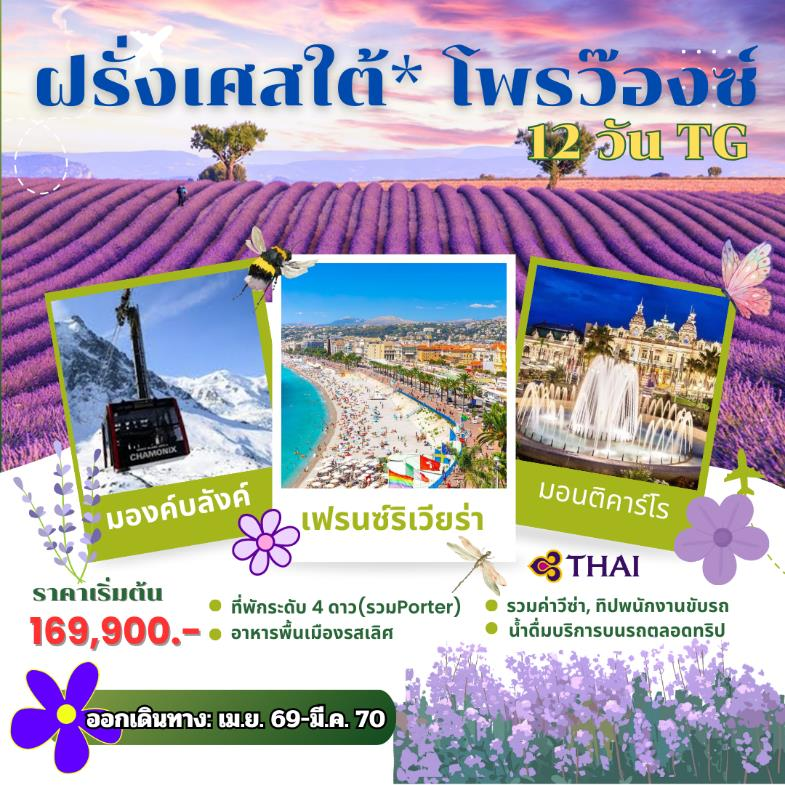 ฝรั่งเศสใต้* โพรว๊องซ์
12 วัน TG
CHAMONIX
มองค์บลังค์
เฟรนซ์ริเวียร่า
มอนติคาร์โร
THAI
ราคาเริ่มต้น
169,900.-
ที่พักระดับ 4 ดาว(รวมPorter)
อาหารพื้นเมืองรสเลิศ
รวมค่าวีซ่า, ทิปพนักงานขับรถ
น้ำดื่มบริการบนรถตลอดทริป
ออกเดินทาง: เม.ย. 69-มี.ค. 70